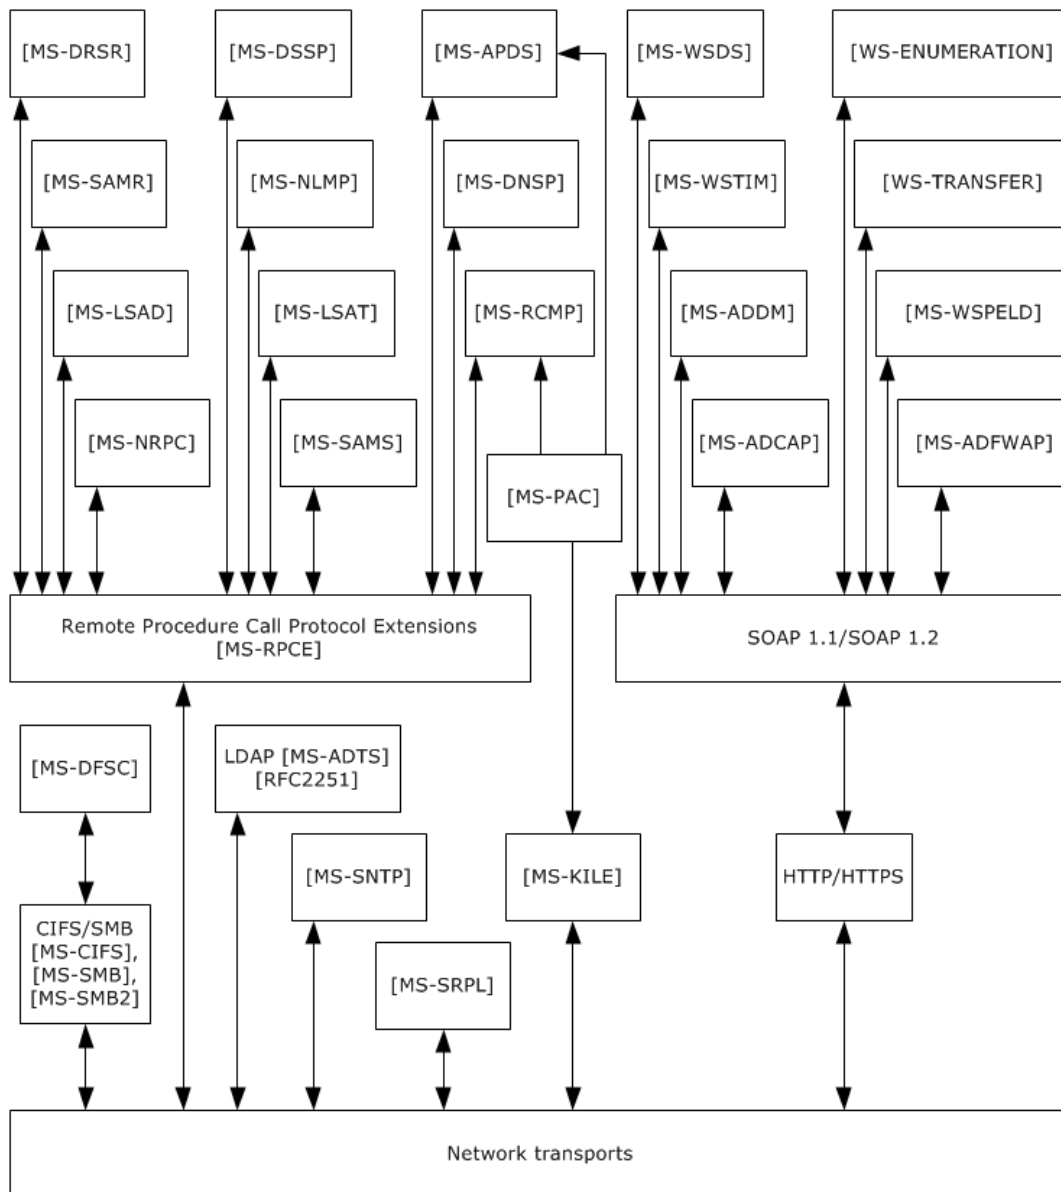 [MS-DRSR]
[MS-DSSP]
[MS-APDS]
[MS-WSDS]
[WS-ENUMERATION]
[MS-SAMR]
[MS-NLMP]
[MS-DNSP]
[MS-WSTIM]
[WS-TRANSFER]
[MS-LSAD]
[MS-LSAT]
[MS-RCMP]
[MS-ADDM]
[MS-WSPELD]
[MS-NRPC]
[MS-SAMS]
[MS-PAC]
[MS-ADCAP]
[MS-ADFWAP]
Remote Procedure Call Protocol Extensions
[MS-RPCE]
SOAP 1.1/SOAP 1.2
[MS-DFSC]
LDAP [MS-ADTS]
[RFC2251]
[MS-SNTP]
[MS-KILE]
HTTP/HTTPS
CIFS/SMB
[MS-CIFS],
[MS-SMB],
[MS-SMB2]
[MS-SRPL]
Network transports